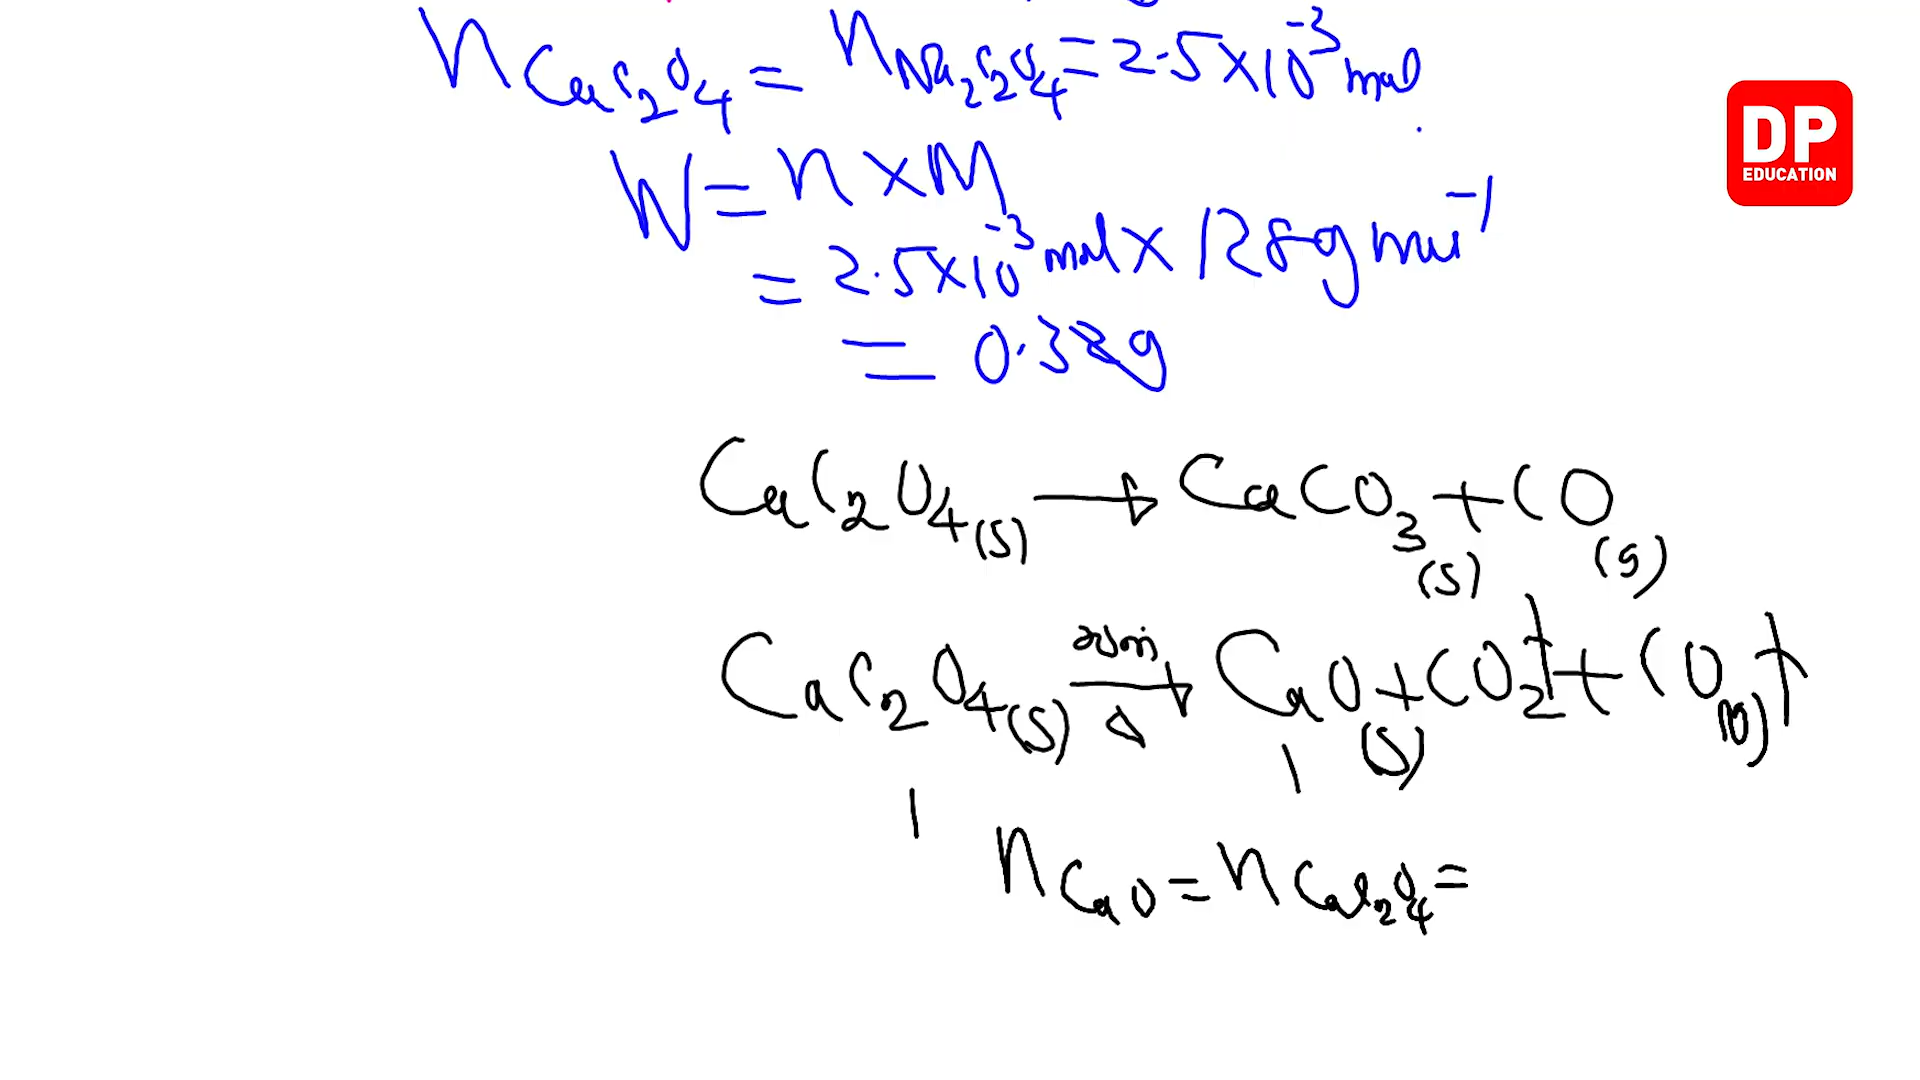 n CaC₂O₄ = n Na₂C₂O₄ = 2.5×10⁻³ mol
DP
EDUCATION
W = n × M
= 2.5×10⁻³ mol × 128 g mol⁻¹
= 0.32g
CaC₂O₄(s) → CaCO₃(s) + CO(g)
CaC₂O₄(s) →Δ CaO(s) + CO₂↑ + CO(g)↑
1 1
n CaO = n CaC₂O₄ =